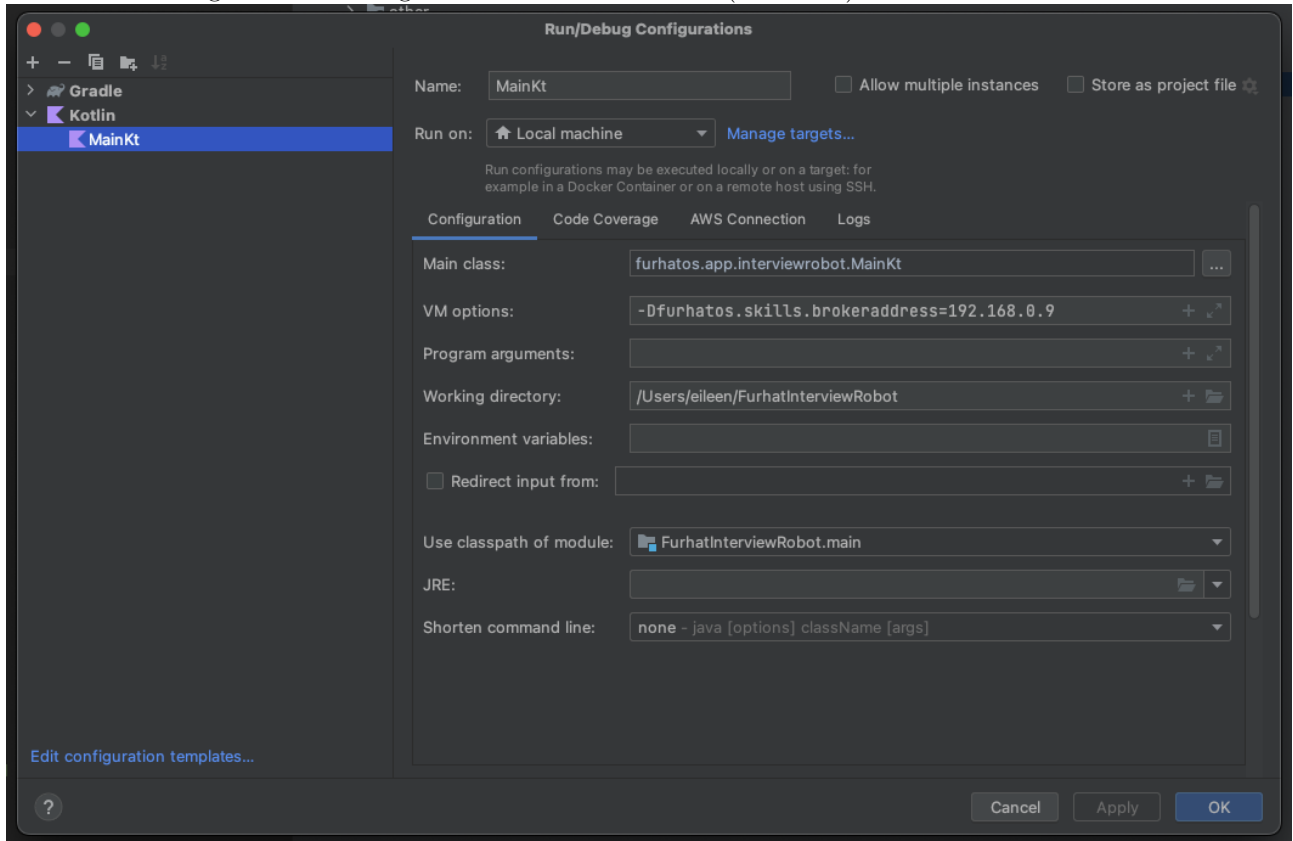 other
Run/Debug Configurations
Gradle
Kotlin
MainKt
Name: MainKt Allow multiple instances Store as project file
Run on: Local machine Manage targets...
Run configurations may be executed locally or on a target: for
example in a Docker Container or on a remote host using SSH.
Configuration Code Coverage AWS Connection Logs
Main class: furhatos.app.interviewrobot.MainKt ...
VM options: -Dfurhatos.skills.brokeraddress=192.168.0.9
Program arguments:
Working directory: /Users/eileen/FurhatInterviewRobot
Environment variables:
Redirect input from:
Use classpath of module: FurhatInterviewRobot.main
JRE:
Shorten command line: none - java [options] className [args]
Edit configuration templates...
? Cancel Apply OK